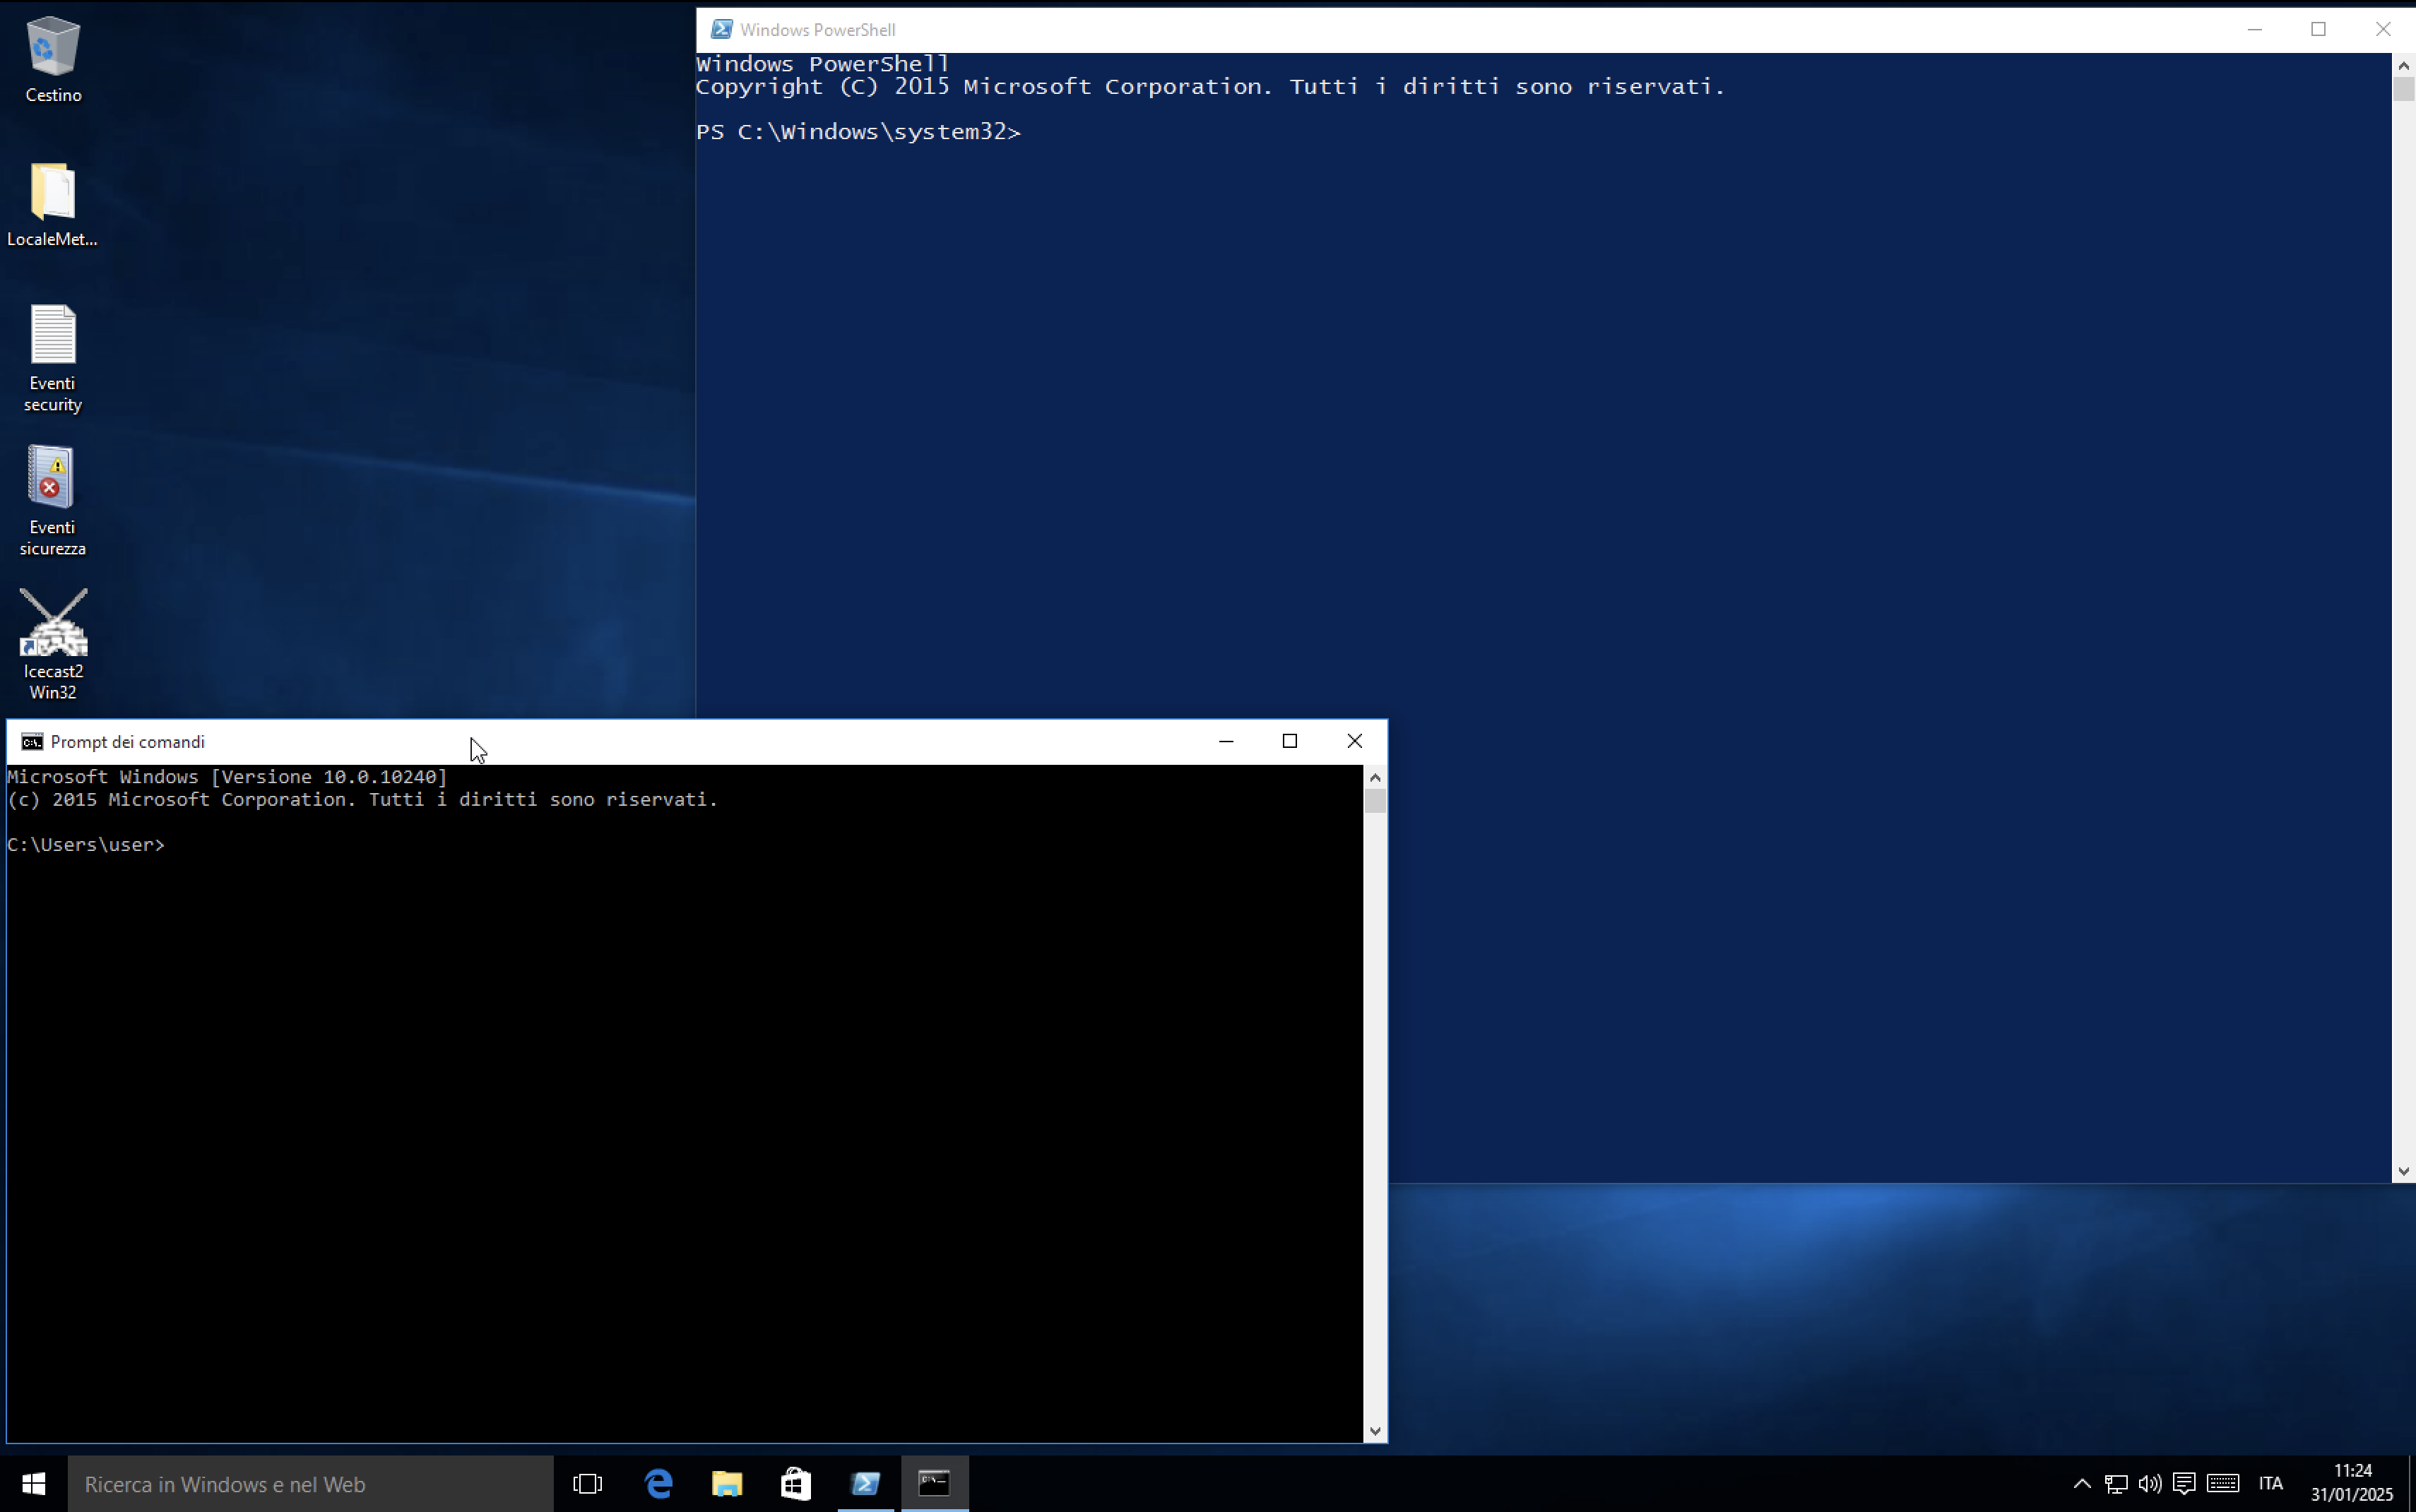 Cestino
LocaleMet...
Eventi
security
Eventi
sicurezza
Icecast2
Win32
Windows PowerShell
Windows PowerShell
Copyright (C) 2015 Microsoft Corporation. Tutti i diritti sono riservati.
PS C:\Windows\system32>
Prompt dei comandi
Microsoft Windows [Versione 10.0.10240]
(c) 2015 Microsoft Corporation. Tutti i diritti sono riservati.
C:\Users\user>
Ricerca in Windows e nel Web
ITA
11:24
31/01/2025